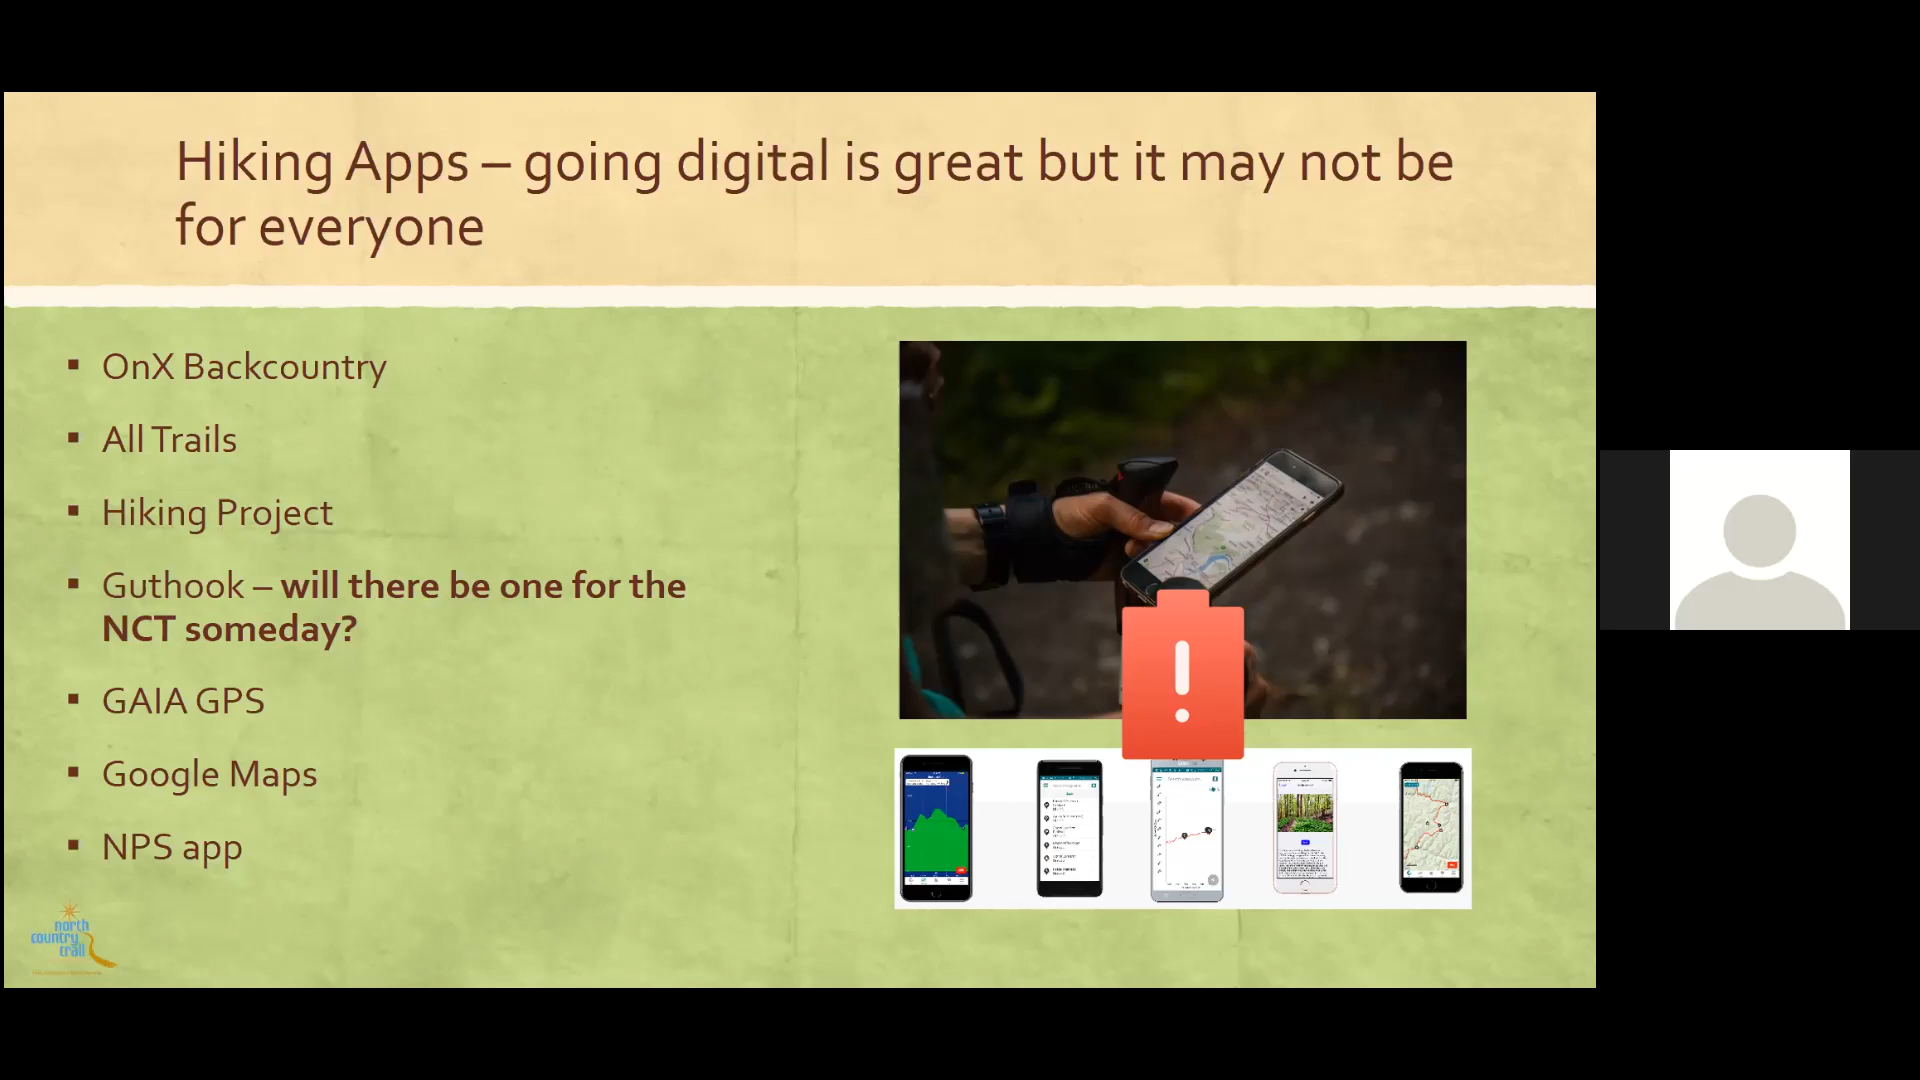 Hiking Apps – going digital is great but it may not be
for everyone
▪ OnX Backcountry
▪ All Trails
▪ Hiking Project
▪ Guthook – will there be one for the
NCT someday?
▪ GAIA GPS
▪ Google Maps
▪ NPS app
!
north
country
trail